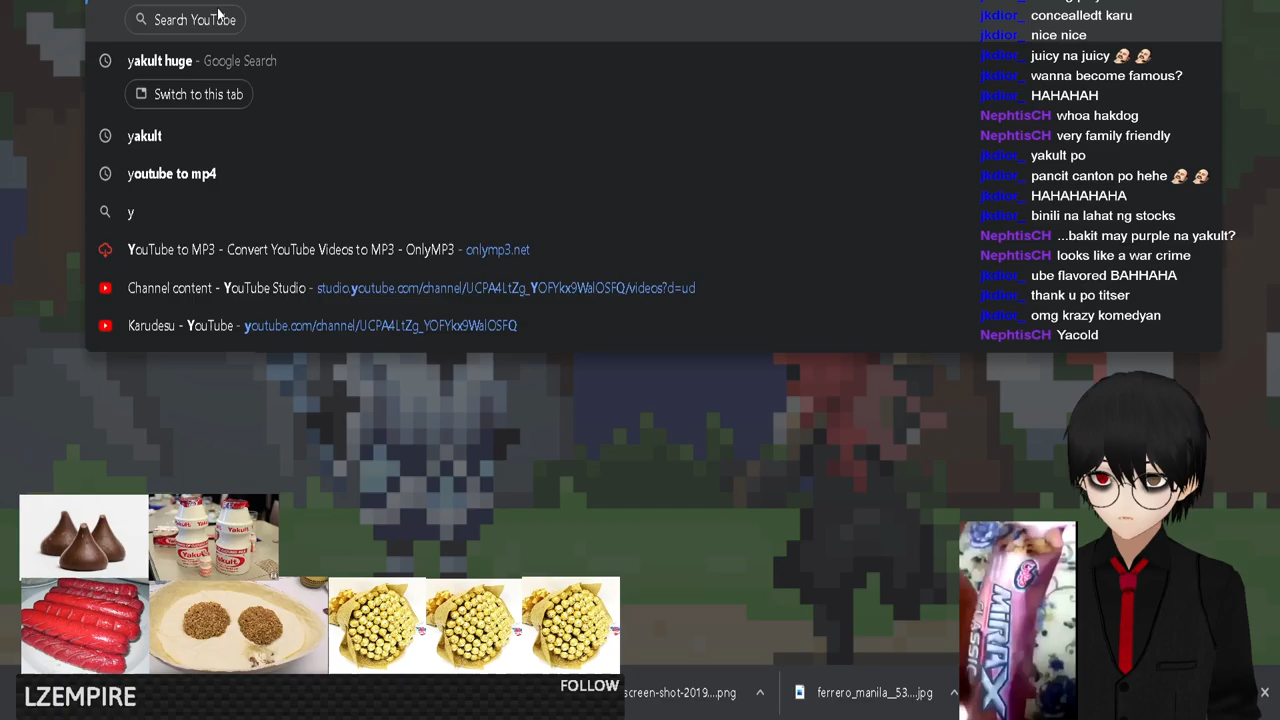 Search YouTube
yakult huge - Google Search
Switch to this tab
yakult
youtube to mp4
y
YouTube to MP3 - Convert YouTube Videos to MP3 - OnlyMP3 - onlymp3.net
Channel content - YouTube Studio - studio.youtube.com/channel/UCPA4LtZg_YOFYkx9WalOSFQ/videos?d=ud
Karudesu - YouTube - youtube.com/channel/UCPA4LtZg_YOFYkx9WalOSFQ
jkdior_ concealledt karu
jkdior_ nice nice
jkdior_ juicy na juicy
jkdior_ wanna become famous?
jkdior_ HAHAHAH
NephtisCH whoa hakdog
NephtisCH very family friendly
jkdior_ yakult po
jkdior_ pancit canton po hehe
jkdior_ HAHAHAHAHA
jkdior_ binili na lahat ng stocks
NephtisCH ...bakit may purple na yakult?
NephtisCH looks like a war crime
jkdior_ ube flavored BAHHAHA
jkdior_ thank u po titser
jkdior_ omg krazy komedyan
NephtisCH Yacold
Yakult
Yakult
MIRAX
CLASSIC
LZEMPIRE
FOLLOW
screen-shot-2019....png
ferrero_manila__53....jpg